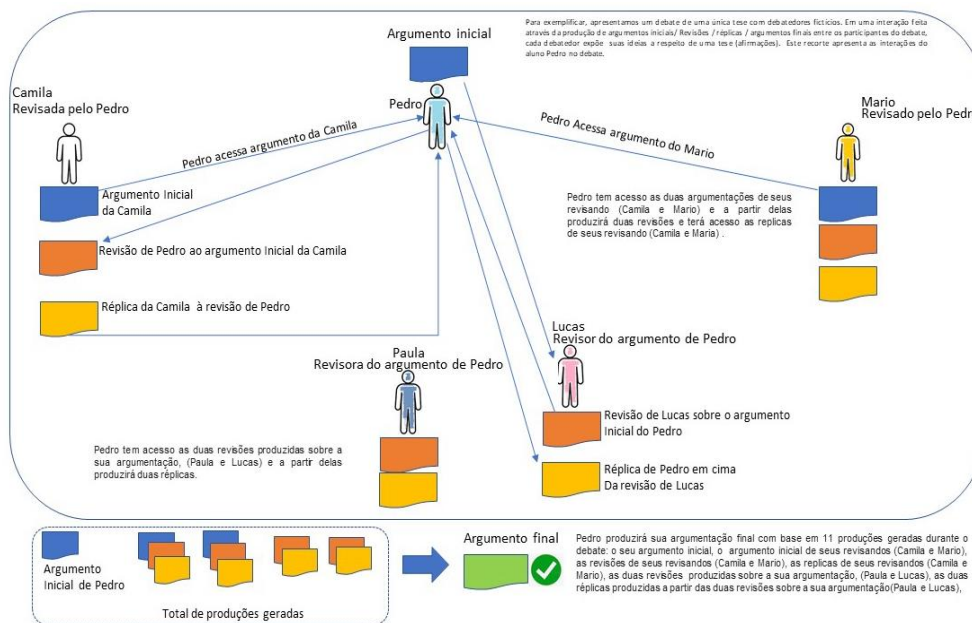 Para exemplificar, apresentamos um debate de uma única tese com debatedores fictícios. Em uma interação feita
através da produção de argumentos iniciais/ Revisões / réplicas / argumentos finais entre os participantes do debate,
cada debatedor expõe suas ideias a respeito de uma tese (afirmações). Este recorte apresenta as interações do
aluno Pedro no debate.
Argumento inicial
Pedro
Camila
Revisada pelo Pedro
Mario
Revisado pelo Pedro
Pedro acessa argumento da Camila
Pedro Acessa argumento do Mario
Argumento Inicial
da Camila
Revisão de Pedro ao argumento Inicial da Camila
Réplica da Camila à revisão de Pedro
Pedro tem acesso as duas argumentações de seus
revisando (Camila e Mario) e a partir delas
produzirá duas revisões e terá acesso as replicas
de seus revisando (Camila e Maria) .
Paula
Revisora do argumento de Pedro
Lucas
Revisor do argumento de Pedro
Pedro tem acesso as duas revisões produzidas sobre a
sua argumentação, (Paula e Lucas) e a partir delas
produzirá duas réplicas.
Revisão de Lucas sobre o argumento
Inicial do Pedro
Réplica de Pedro em cima
Da revisão de Lucas
Argumento
Inicial de Pedro
Total de produções geradas
Argumento final
Pedro produzirá sua argumentação final com base em 11 produções geradas durante o
debate: o seu argumento inicial, o argumento inicial de seus revisandos (Camila e Mario),
as revisões de seus revisandos (Camila e Mario), as replicas de seus revisandos (Camila e
Mario), as duas revisões produzidas sobre a sua argumentação, (Paula e Lucas), as duas
réplicas produzidas a partir das duas revisões sobre a sua argumentação(Paula e Lucas),